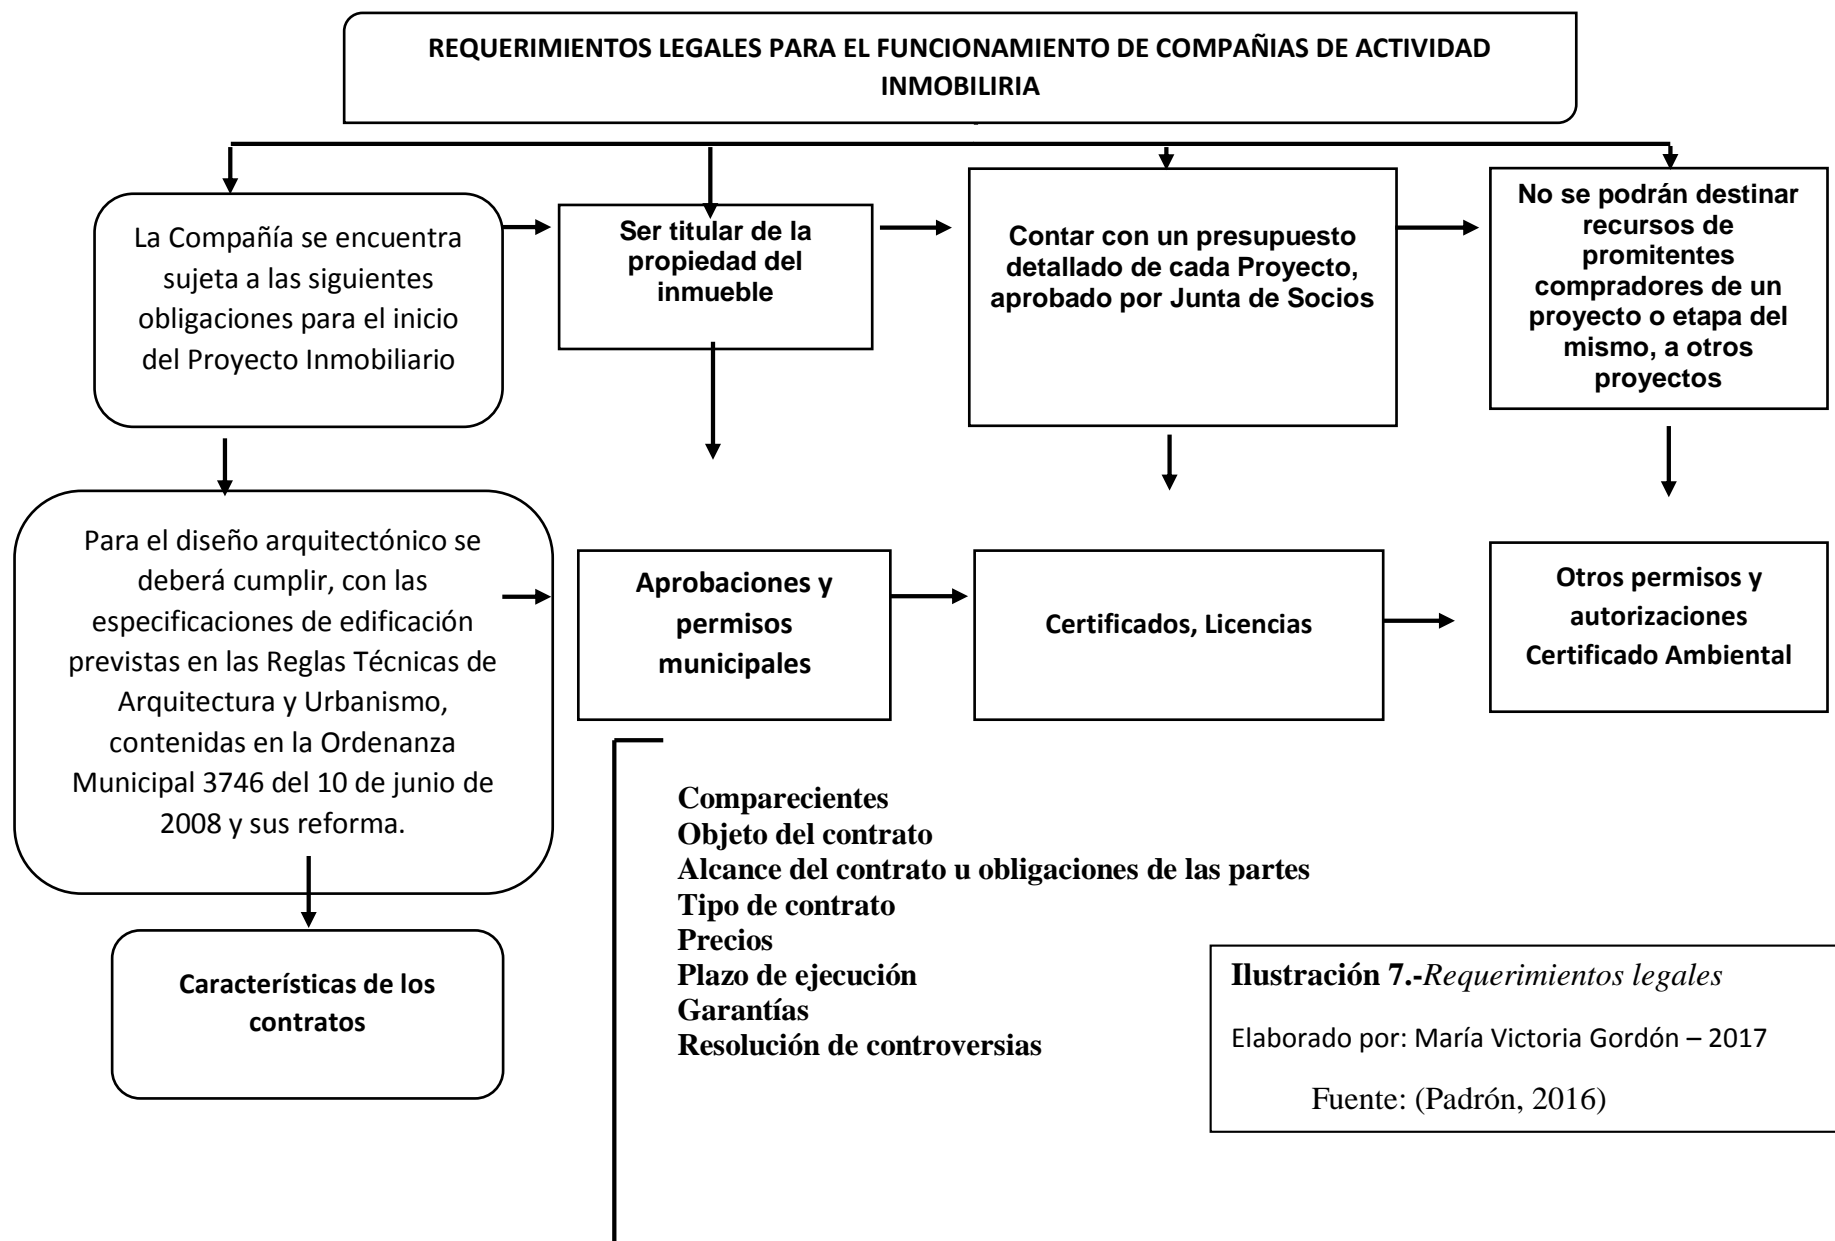 REQUERIMIENTOS LEGALES PARA EL FUNCIONAMIENTO DE COMPAÑIAS DE ACTIVIDAD
INMOBILIRIA
La Compañía se encuentra
sujeta a las siguientes
obligaciones para el inicio
del Proyecto Inmobiliario
Ser titular de la
propiedad del
inmueble
Contar con un presupuesto
detallado de cada Proyecto,
aprobado por Junta de Socios
No se podrán destinar
recursos de
promitentes
compradores de un
proyecto o etapa del
mismo, a otros
proyectos
Para el diseño arquitectónico se
deberá cumplir, con las
especificaciones de edificación
previstas en las Reglas Técnicas de
Arquitectura y Urbanismo,
contenidas en la Ordenanza
Municipal 3746 del 10 de junio de
2008 y sus reforma.
Aprobaciones y
permisos
municipales
Certificados, Licencias
Otros permisos y
autorizaciones
Certificado Ambiental
Características de los
contratos
Comparecientes
Objeto del contrato
Alcance del contrato u obligaciones de las partes
Tipo de contrato
Precios
Plazo de ejecución
Garantías
Resolución de controversias
Ilustración 7.-Requerimientos legales
Elaborado por: María Victoria Gordón – 2017
Fuente: (Padrón, 2016)